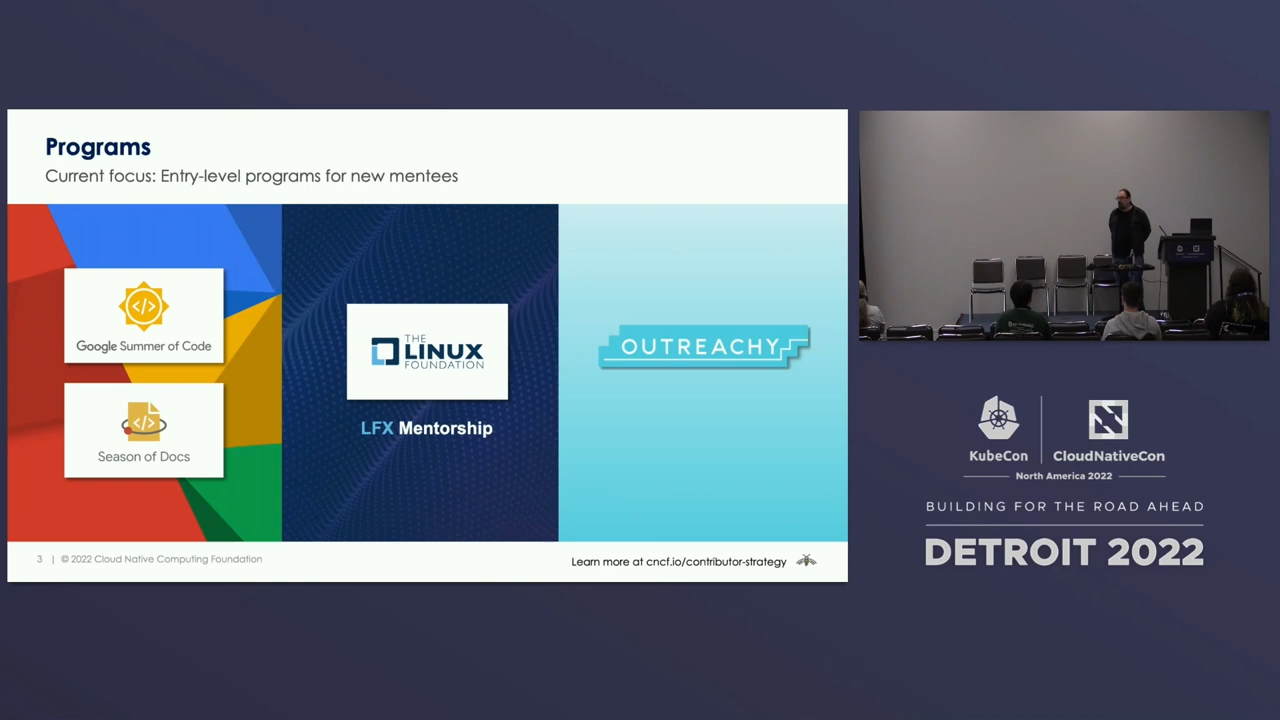 Programs
Current focus: Entry-level programs for new mentees
Google Summer of Code
Season of Docs
THE
LINUX
FOUNDATION
LFX Mentorship
OUTREACHY
3 | © 2022 Cloud Native Computing Foundation
Learn more at cncf.io/contributor-strategy
KubeCon
CloudNativeCon
North America 2022
BUILDING FOR THE ROAD AHEAD
DETROIT 2022